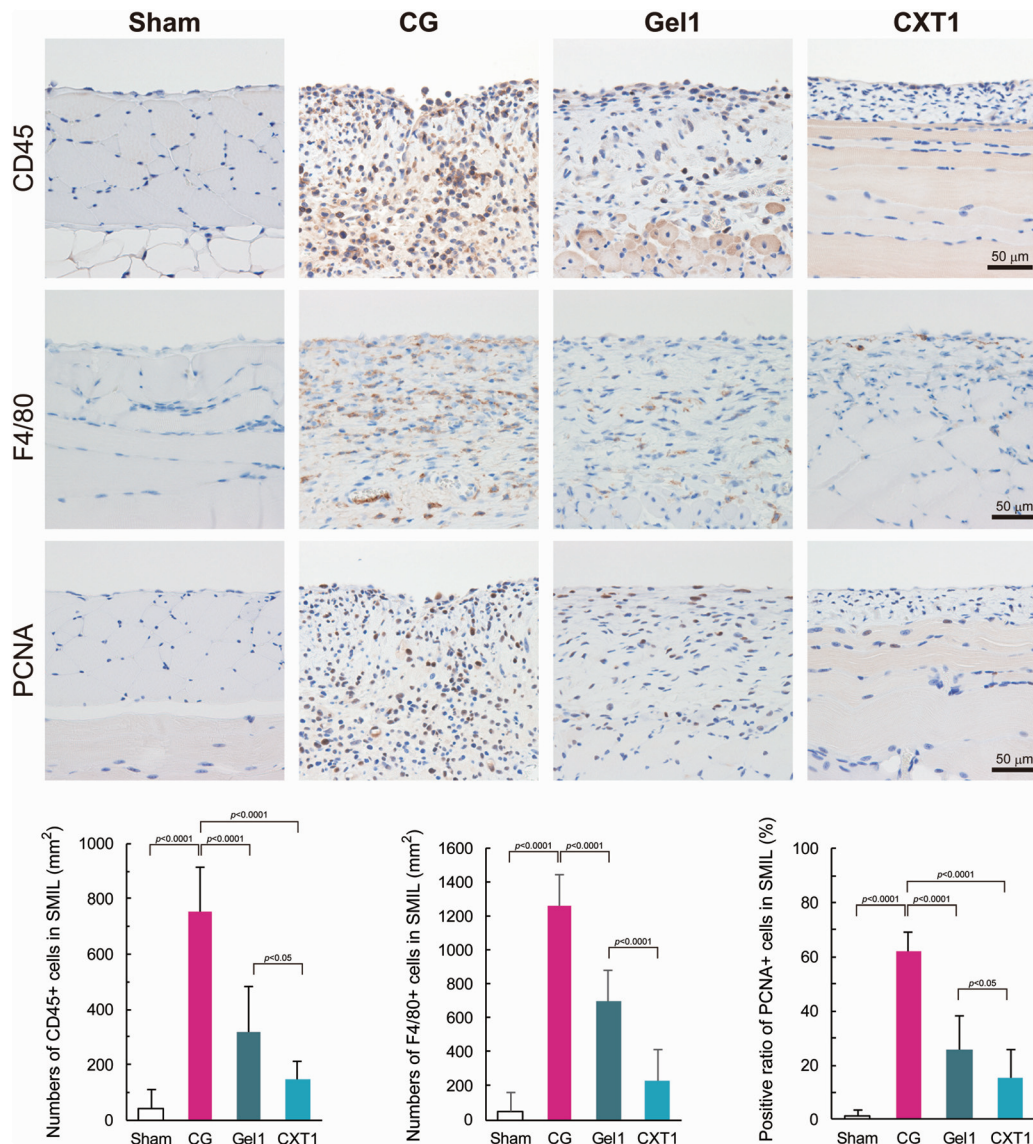 Sham CG Gel1 CXT1
CD45
50 μm
F4/80
50 μm
PCNA
50 μm
Numbers of CD45+ cells in SMIL (mm²)
1000
800
600
400
200
0
p<0.0001
p<0.0001 p<0.0001
p<0.05
Sham CG Gel1 CXT1
Numbers of F4/80+ cells in SMIL (mm²)
1600
1400
1200
1000
800
600
400
200
0
p<0.0001 p<0.0001
p<0.0001
Sham CG Gel1 CXT1
Positive ratio of PCNA+ cells in SMIL (%)
100
80
60
40
20
0
p<0.0001
p<0.0001 p<0.0001
p<0.05
Sham CG Gel1 CXT1